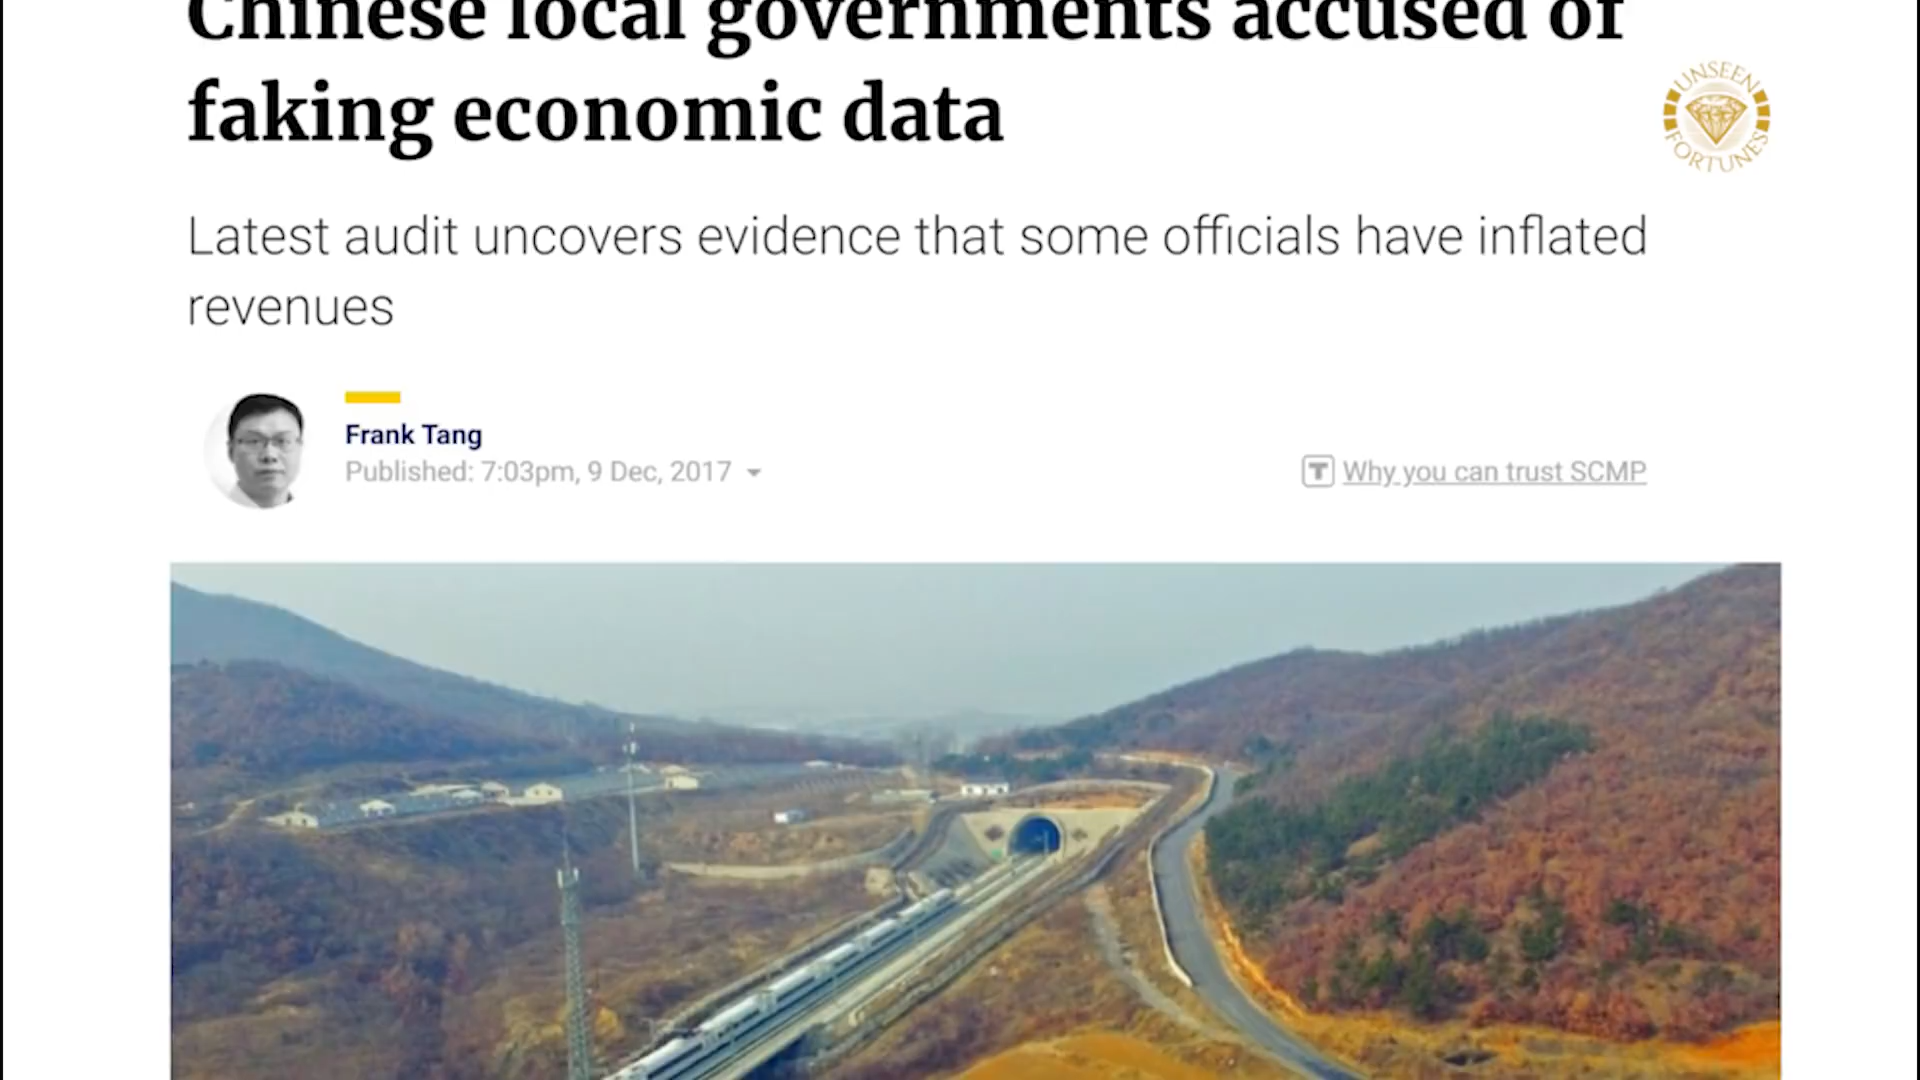 Chinese local governments accused of
faking economic data
UNSEEN
FORTUNES
Latest audit uncovers evidence that some officials have inflated
revenues
Frank Tang
Published: 7:03pm, 9 Dec, 2017
T Why you can trust SCMP